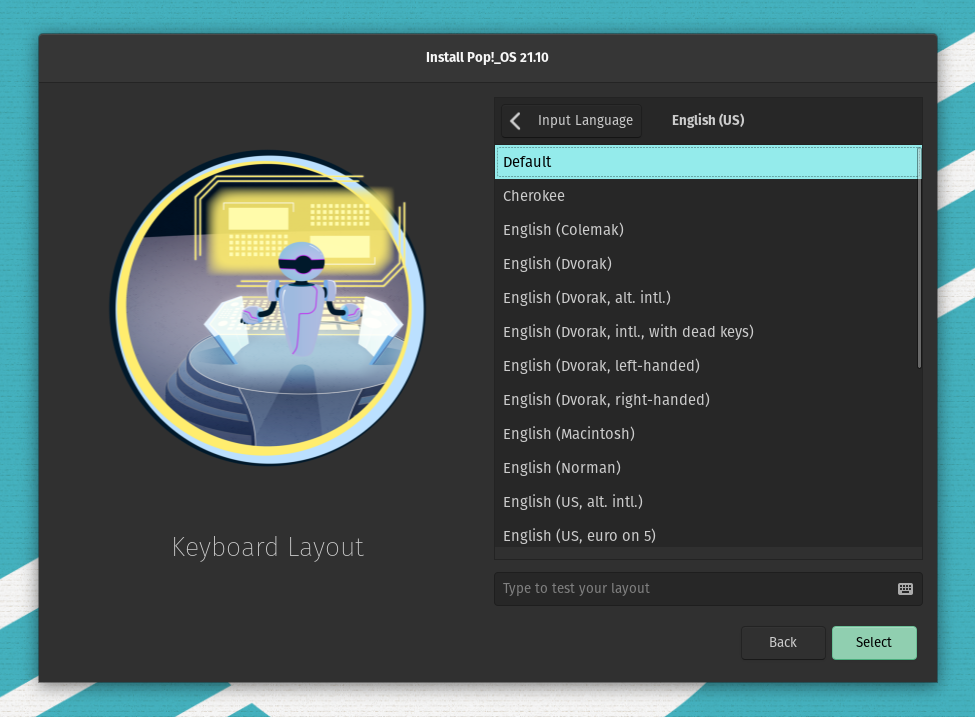 Install Pop!_OS 21.10
Input Language English (US)
Default
Cherokee
English (Colemak)
English (Dvorak)
English (Dvorak, alt. intl.)
English (Dvorak, intl., with dead keys)
English (Dvorak, left-handed)
English (Dvorak, right-handed)
English (Macintosh)
English (Norman)
English (US, alt. intl.)
English (US, euro on 5)
Keyboard Layout
Type to test your layout
Back Select